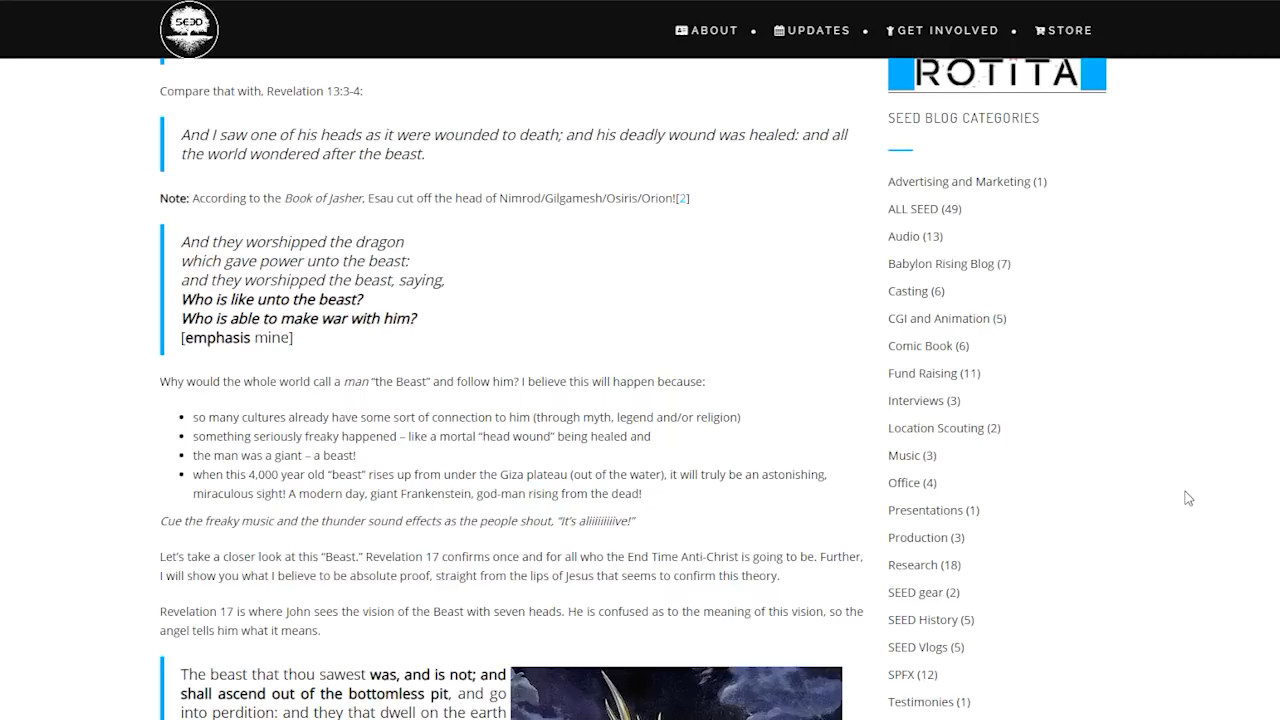 SEED
ABOUT
UPDATES
GET INVOLVED
STORE
Compare that with, Revelation 13:3-4:
And I saw one of his heads as it were wounded to death; and his deadly wound was healed: and all
the world wondered after the beast.
Note: According to the Book of Jasher, Esau cut off the head of Nimrod/Gilgamesh/Osiris/Orion![2]
And they worshipped the dragon
which gave power unto the beast:
and they worshipped the beast, saying,
Who is like unto the beast?
Who is able to make war with him?
[emphasis mine]
Why would the whole world call a man “the Beast” and follow him? I believe this will happen because:
• so many cultures already have some sort of connection to him (through myth, legend and/or religion)
• something seriously freaky happened – like a mortal “head wound” being healed and
• the man was a giant – a beast!
• when this 4,000 year old “beast” rises up from under the Giza plateau (out of the water), it will truly be an astonishing,
miraculous sight! A modern day, giant Frankenstein, god-man rising from the dead!
Cue the freaky music and the thunder sound effects as the people shout, “It’s aliiiiiiiiive!”
Let’s take a closer look at this “Beast.” Revelation 17 confirms once and for all who the End Time Anti-Christ is going to be. Further,
I will show you what I believe to be absolute proof, straight from the lips of Jesus that seems to confirm this theory.
Revelation 17 is where John sees the vision of the Beast with seven heads. He is confused as to the meaning of this vision, so the
angel tells him what it means.
The beast that thou sawest was, and is not; and
shall ascend out of the bottomless pit, and go
into perdition: and they that dwell on the earth
ROTITA
SEED BLOG CATEGORIES
Advertising and Marketing (1)
ALL SEED (49)
Audio (13)
Babylon Rising Blog (7)
Casting (6)
CGI and Animation (5)
Comic Book (6)
Fund Raising (11)
Interviews (3)
Location Scouting (2)
Music (3)
Office (4)
Presentations (1)
Production (3)
Research (18)
SEED gear (2)
SEED History (5)
SEED Vlogs (5)
SPFX (12)
Testimonies (1)